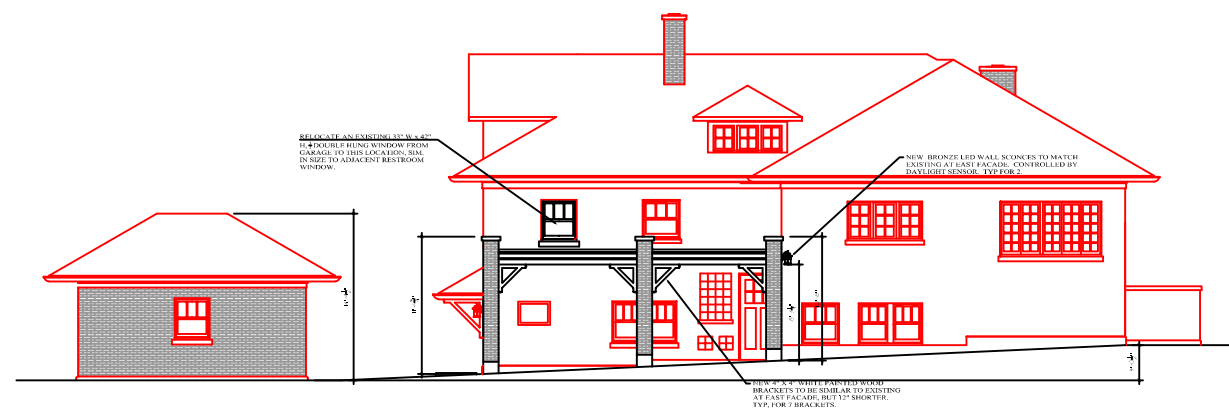 RELOCATE AN EXISTING 33" W x 42"
H, DOUBLE HUNG WINDOW FROM
GARAGE TO THIS LOCATION, SIM.
IN SIZE TO ADJACENT RESTROOM
WINDOW.
NEW BRONZE LED WALL SCONCES TO MATCH
EXISTING AT EAST FACADE. CONTROLLED BY
DAYLIGHT SENSOR. TYP FOR 2.
NEW 4" X 4" WHITE PAINTED WOOD
BRACKETS TO BE SIMILAR TO EXISTING
AT EAST FACADE, BUT 12" SHORTER.
TYP, FOR 7 BRACKETS.